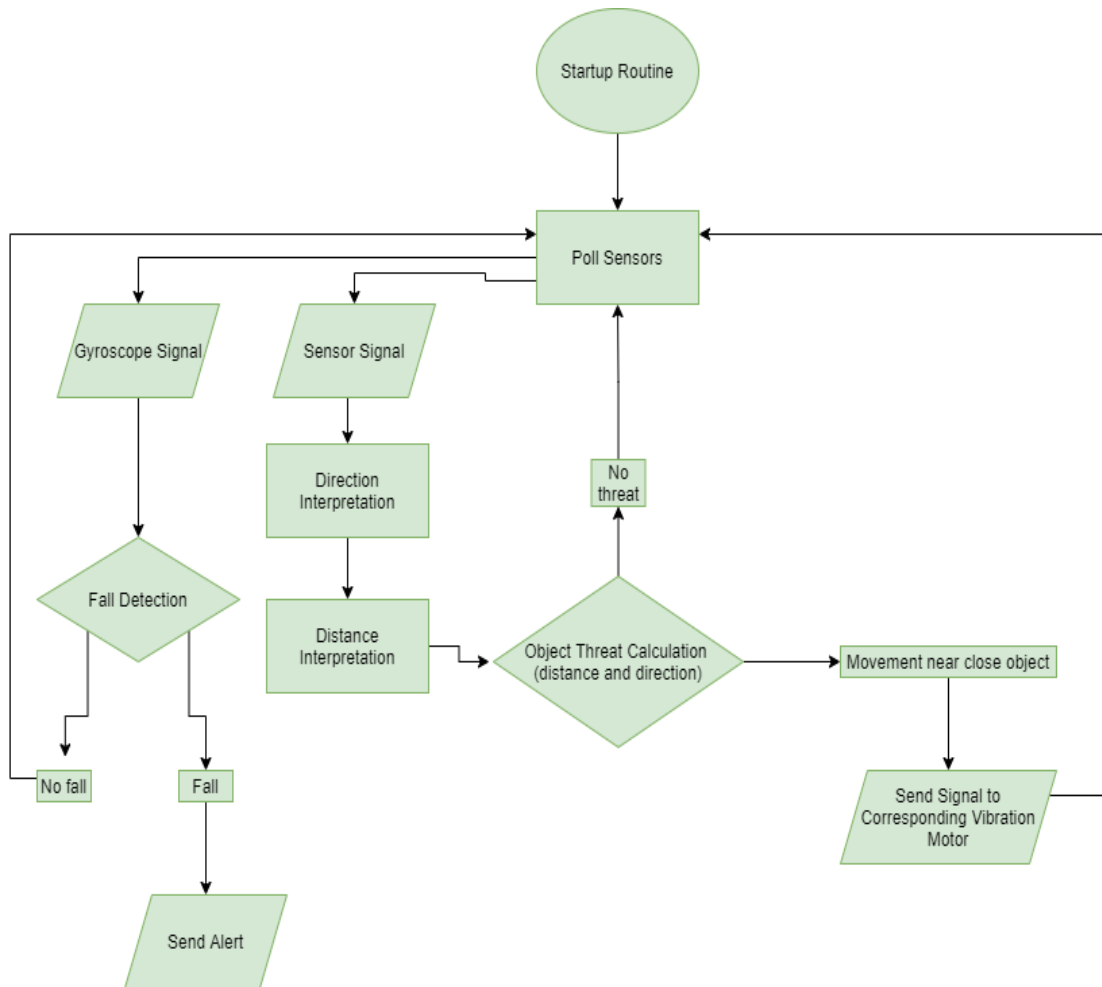 Startup Routine
Poll Sensors
Gyroscope Signal
Sensor Signal
Direction
Interpretation
No
threat
Fall Detection
Distance
Interpretation
Object Threat Calculation
(distance and direction)
Movement near close object
No fall
Fall
Send Signal to
Corresponding Vibration
Motor
Send Alert